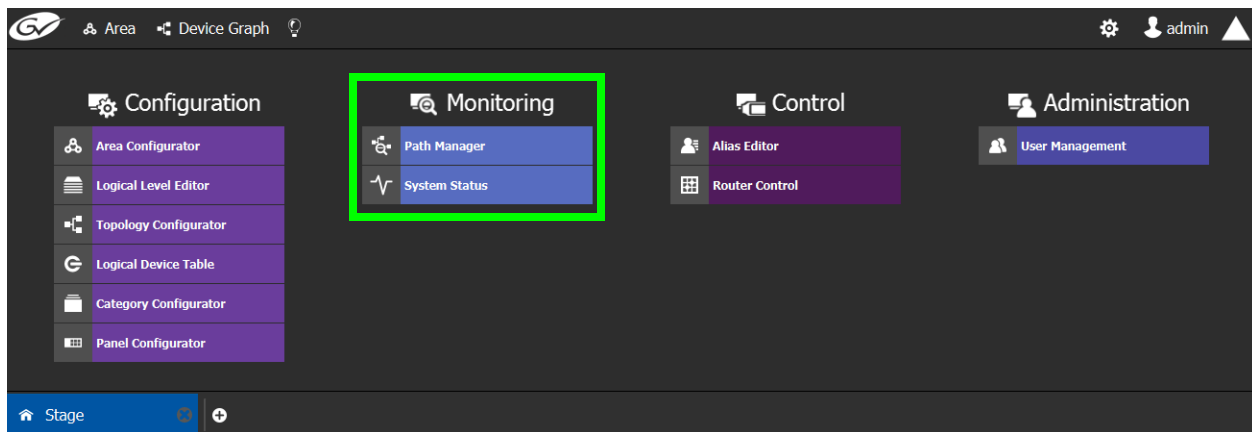 GV Area Device Graph admin
Configuration
Area Configurator
Logical Level Editor
Topology Configurator
Logical Device Table
Category Configurator
Panel Configurator
Monitoring
Path Manager
System Status
Control
Alias Editor
Router Control
Administration
User Management
Stage